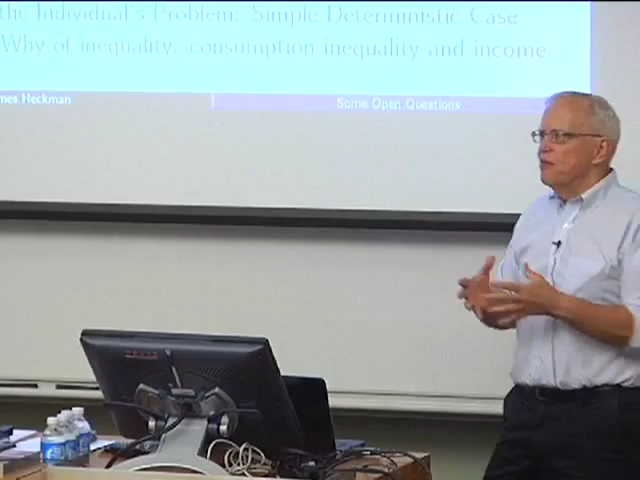 the Individual's Problem: Simple Deterministic Case
Why of inequality: consumption inequality and income
mes Heckman
Some Open Questions